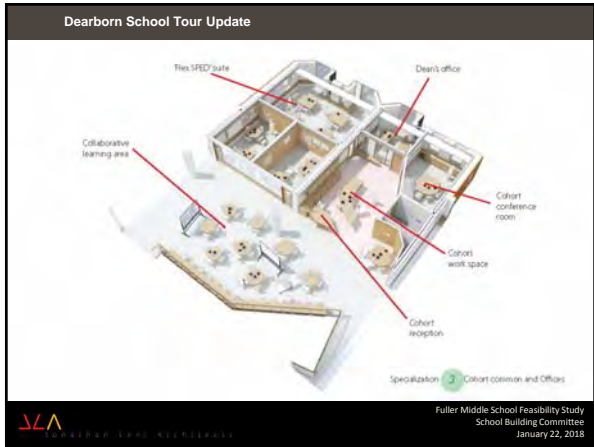 Dearborn School Tour Update
'Flex SPED' suite
Dean's office
Collaborative
learning area
Cohort
conference
room
Cohort
work space
Cohort
reception
Specialization 3 Cohort common and Offices
Fuller Middle School Feasibility Study
School Building Committee
January 22, 2018